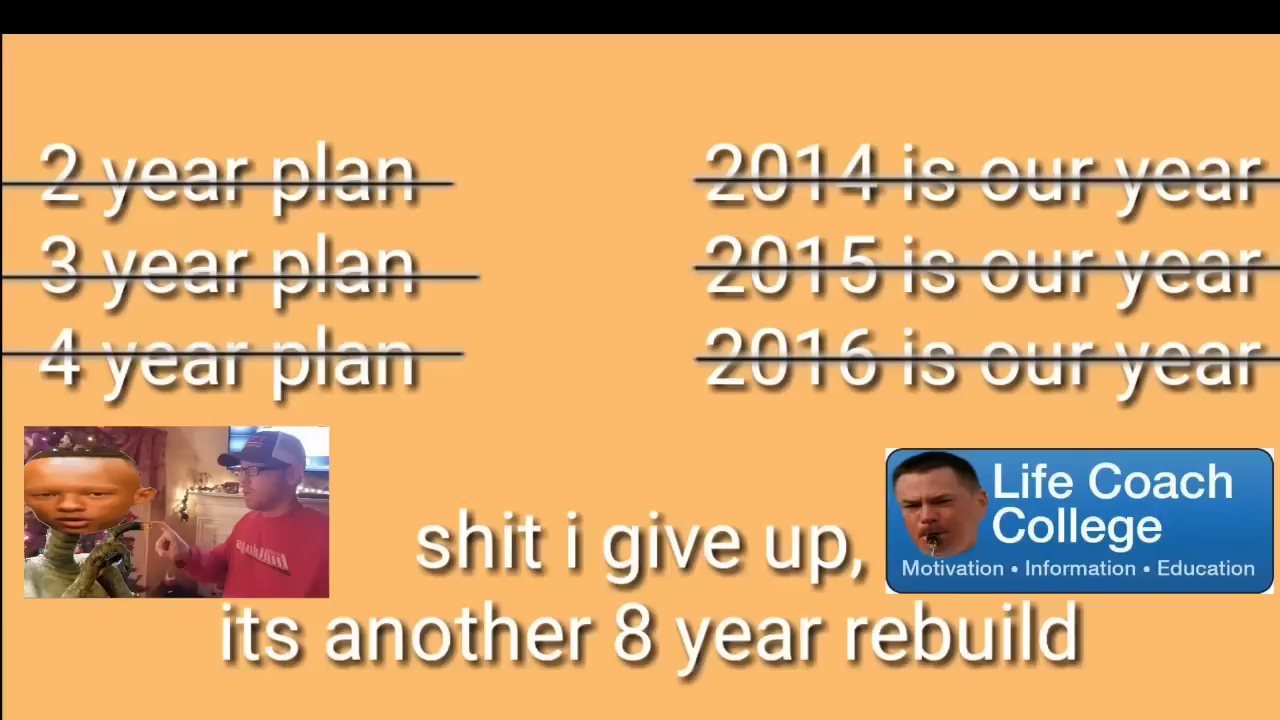 2 year plan
3 year plan
4 year plan
2014 is our year
2015 is our year
2016 is our year
Life Coach
College
Motivation • Information • Education
shit i give up,
its another 8 year rebuild